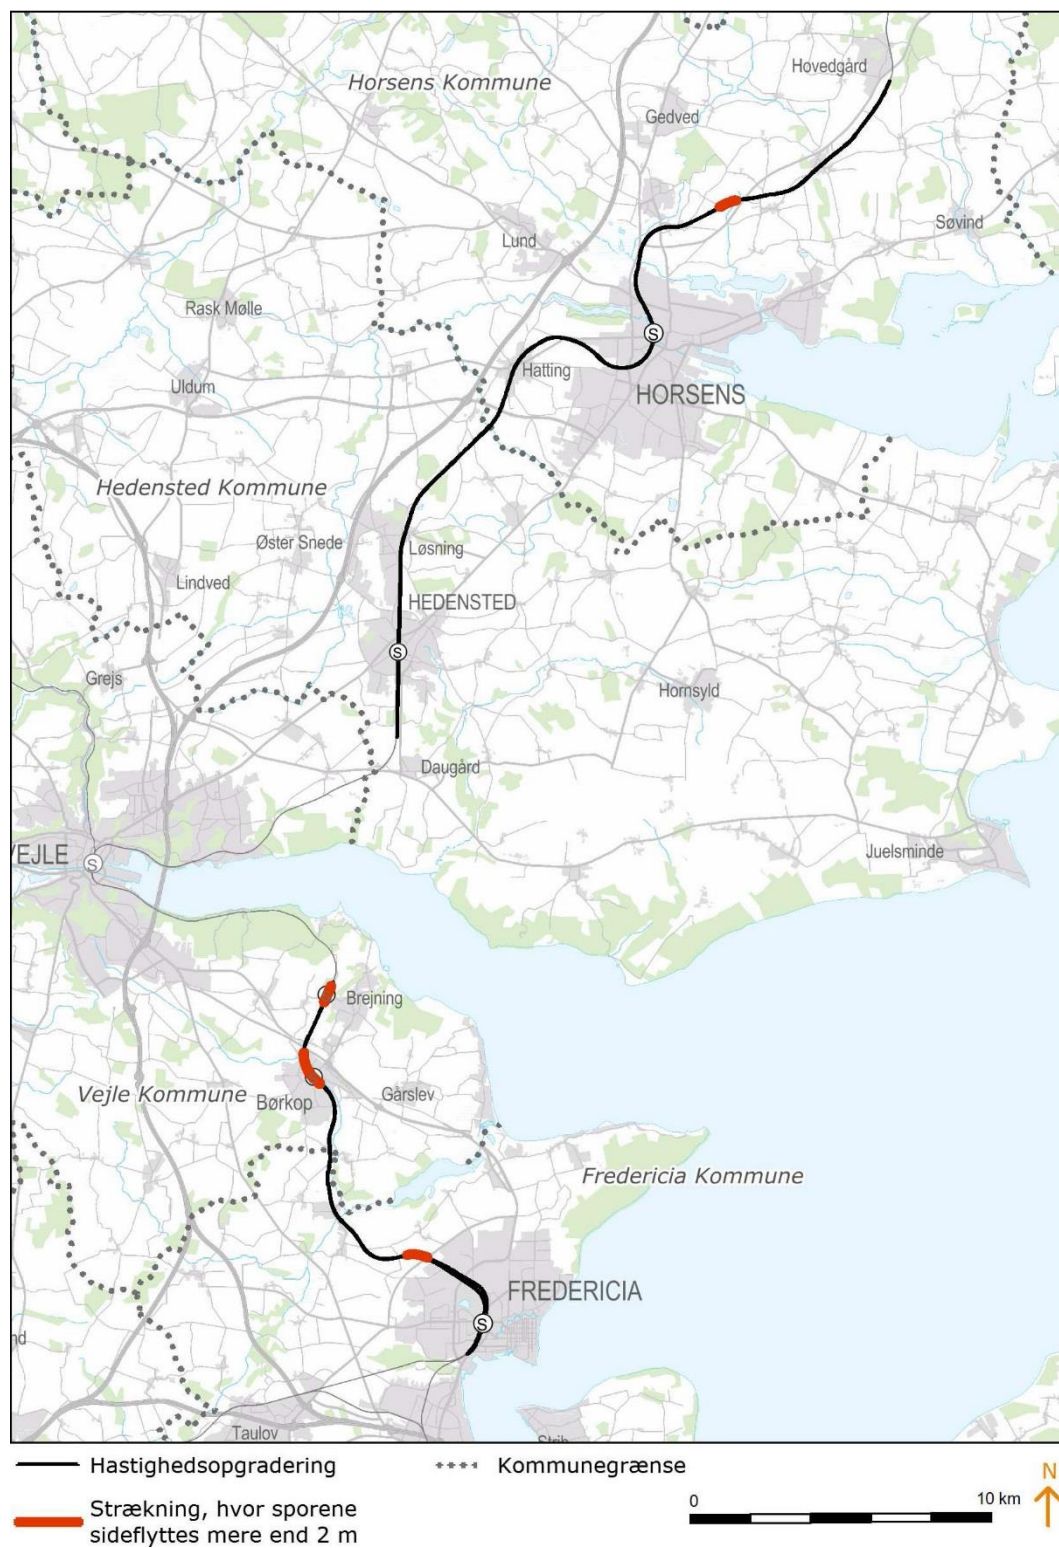 Hovedgård
Horsens Kommune
Gedved
Søvind
Lund
Rask Mølle
S
Hatting
Uldum
HORSENS
Hedensted Kommune
Øster Snede
Løsning
Lindved
HEDENSTED
S
Grejs
Hornsyld
Daugård
VEJLE
S
Juelsminde
Brejning
Vejle Kommune
Børkop
Gårslev
Fredericia Kommune
FREDERICIA
S
nd
Taulov
Strib
Hastighedsopgradering
Kommunegrænse
Strækning, hvor sporene
sideflyttes mere end 2 m
0
10 km
N